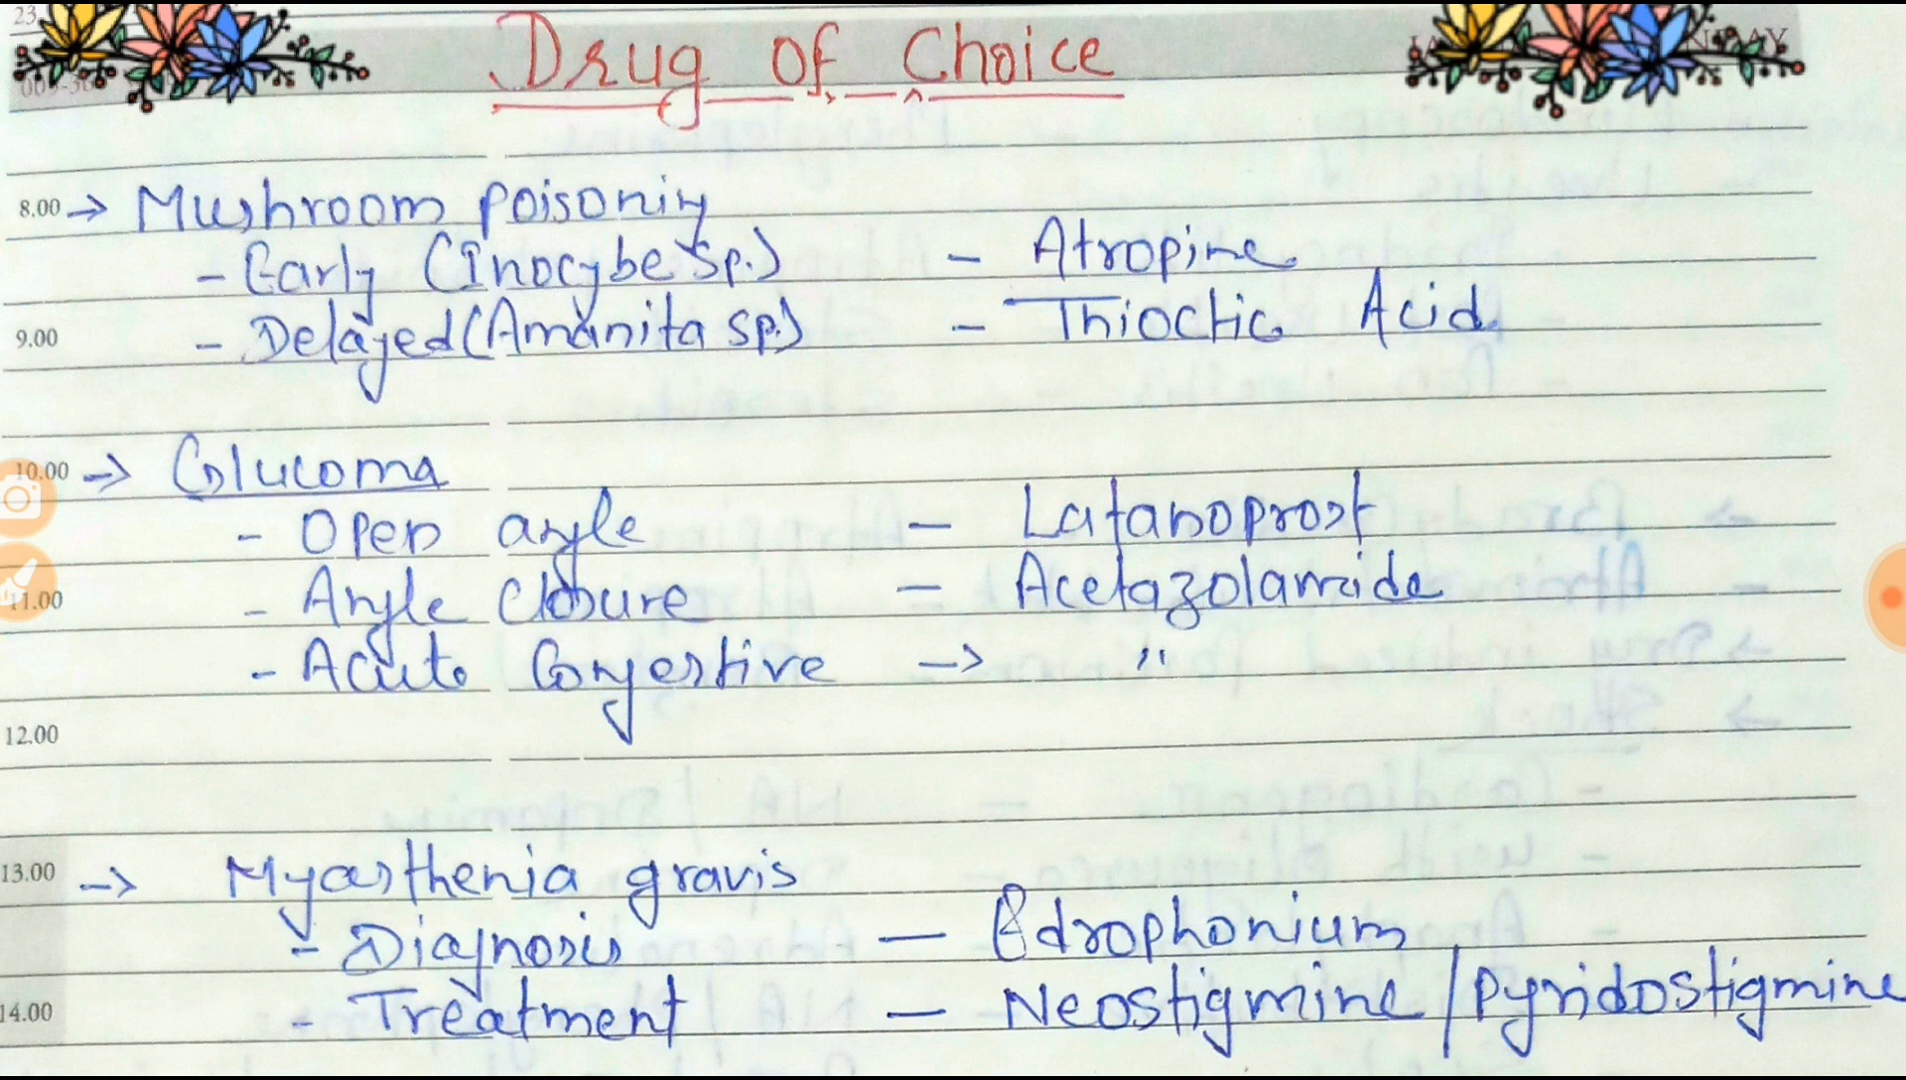 23
Drug of Choice
8.00 → Mushroom poisoning
- Early (Inocybe sp.) - Atropine
9.00 - Delayed (Amanita sp.) - Thioctic Acid
10.00 → Glucoma
- Open angle - Latanoprost
11.00 - Angle closure - Acetazolamide
- Acute Congestive → "
12.00
13.00 → Myasthenia gravis
- Diagnosis - Edrophonium
14.00 - Treatment - Neostigmine / Pyridostigmine